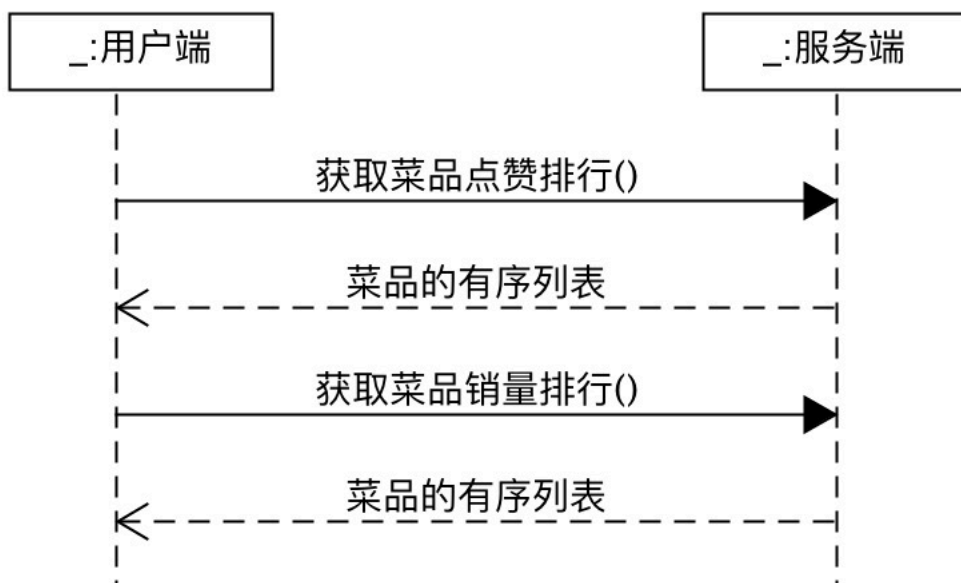 _:用户端
_:服务端
获取菜品点赞排行()
菜品的有序列表
获取菜品销量排行()
菜品的有序列表